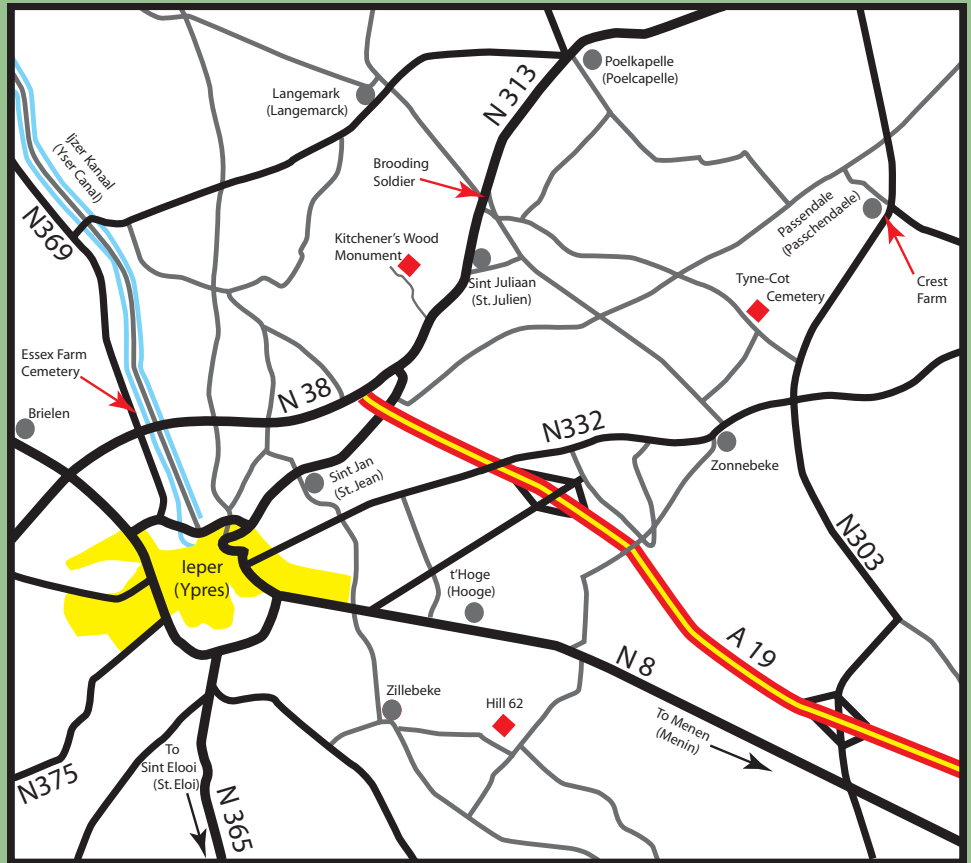 Poelkapelle
(Poelcapelle)
N 313
Langemark
(Langemarck)
Ijzer Kanaal
(Yser Canal)
Brooding
Soldier
Passendale
(Passchendaele)
N369
Kitchener's Wood
Monument
Sint Juliaan
(St. Julien)
Tyne-Cot
Cemetery
Crest
Farm
Essex Farm
Cemetery
Brielen
N 38
N332
Sint Jan
(St. Jean)
Zonnebeke
N303
Ieper
(Ypres)
t'Hoge
(Hooge)
A 19
N 8
Zillebeke
Hill 62
To Menen
(Menin)
To
Sint Elooi
(St. Eloi)
N375
N 365